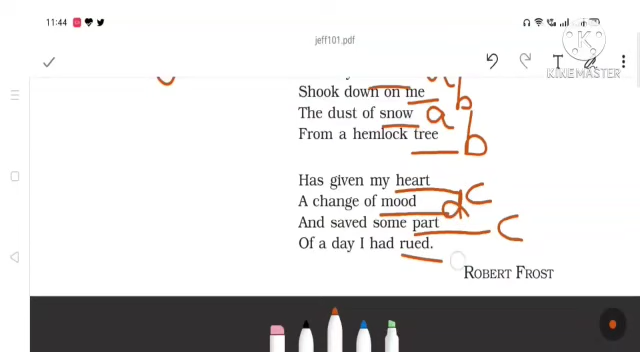 11:44
jeff101.pdf
T
K
KINEMASTER
Shook down on me b
The dust of snow a
From a hemlock tree b
Has given my heart c
A change of mood d
And saved some part c
Of a day I had rued.
ROBERT FROST